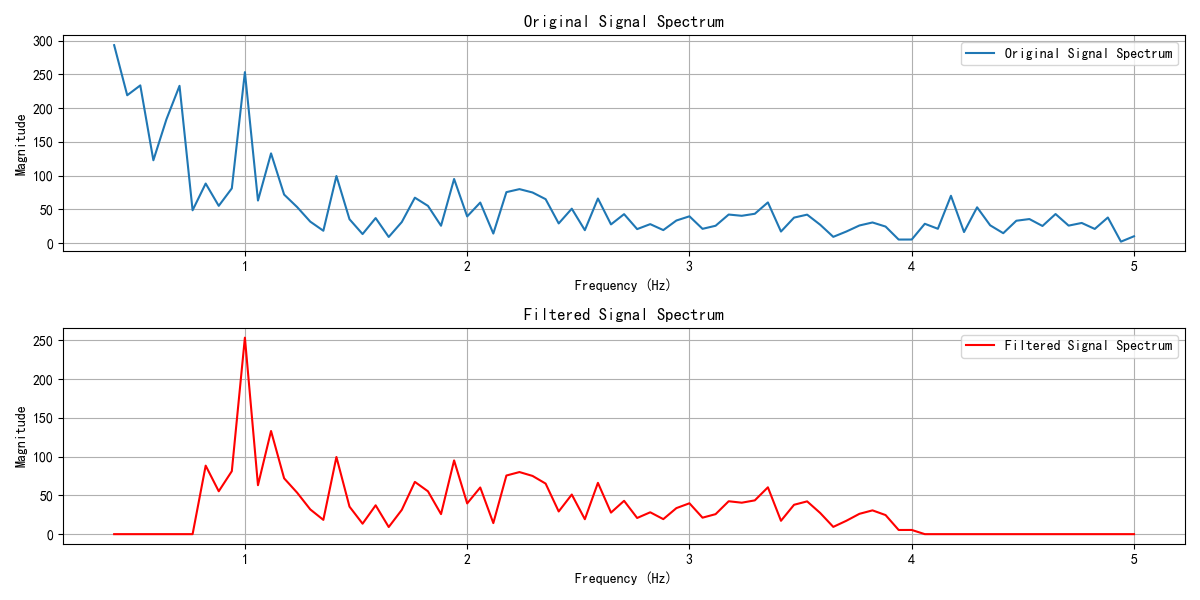 Original Signal Spectrum
300
250
200
150
100
50
0
Magnitude
Original Signal Spectrum
1
2
3
4
5
Frequency (Hz)
Filtered Signal Spectrum
250
200
150
100
50
0
Magnitude
Filtered Signal Spectrum
1
2
3
4
5
Frequency (Hz)